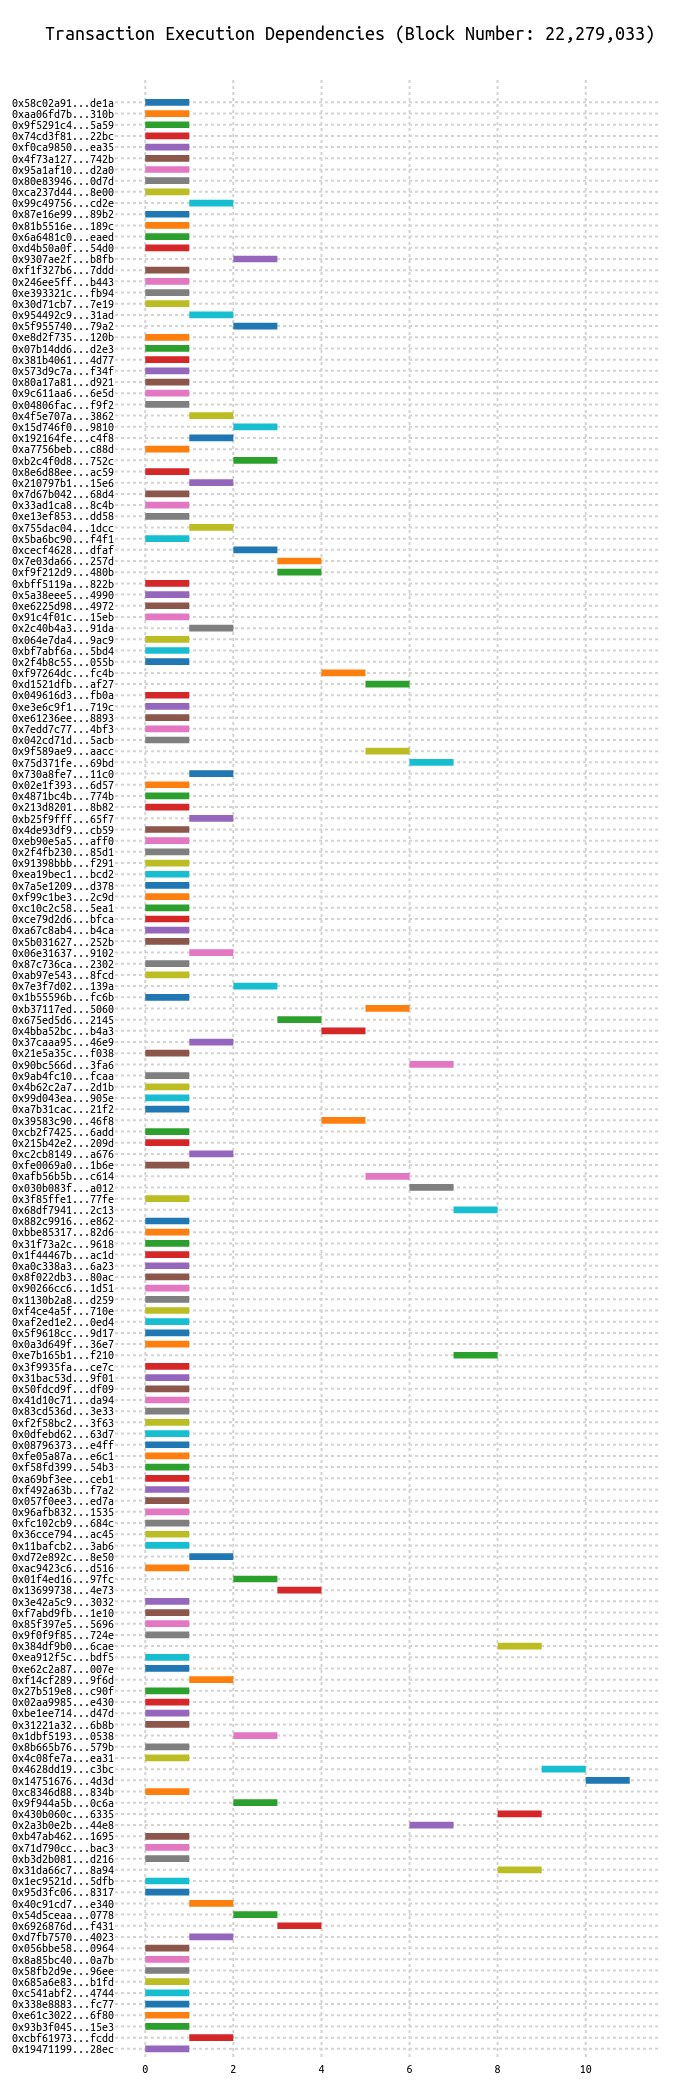 Transaction Execution Dependencies (Block Number: 22,279,033)
0x58c02a91...de1a
0xaa06fd7b...310b
0x9f5291c4...5a59
0x74cd3f81...22bc
0xf0ca9850...ea35
0x4f73a127...742b
0x95a1af10...d2a0
0x80e83946...0d7d
0xca237d44...8e00
0x99c49756...cd2e
0x87e16e99...89b2
0x81b5516e...189c
0x6a6481c0...eaed
0xd4b50a0f...54d0
0x9307ae2f...b8fb
0xf1f327b6...7ddd
0x246ee5ff...b443
0xe393321c...fb94
0x30d71cb7...7e19
0x954492c9...31ad
0x5f955740...79a2
0xe8d2f735...120b
0x07b14dd6...d2e3
0x381b4061...4d77
0x573d9c7a...f34f
0x80a17a81...d921
0x9c611aa6...6e5d
0x04806fac...f9f2
0x4f5e707a...3862
0x15d746f0...9810
0x192164fe...c4f8
0xa7756beb...c88d
0xb2c4f0d8...752c
0x8e6d88ee...ac59
0x210797b1...15e6
0x7d67b042...68d4
0x33ad1ca8...8c4b
0xe13ef853...dd58
0x755dac04...1dcc
0x5ba6bc90...f4f1
0xcecf4628...dfaf
0x7e03da66...257d
0xf9f212d9...480b
0xbff5119a...822b
0x5a38eee5...4990
0xe6225d98...4972
0x91c4f01c...15eb
0x2c40b4a3...91da
0x064e7da4...9ac9
0xbf7abf6a...5bd4
0x2f4b8c55...055b
0xf97264dc...fc4b
0xd1521dfb...af27
0x049616d3...fb0a
0xe3e6c9f1...719c
0xe61236ee...8893
0x7edd7c77...4bf3
0x042cd71d...5acb
0x9f589ae9...aacc
0x75d371fe...69bd
0x730a8fe7...11c0
0x02e1f393...6d57
0x4871bc4b...774b
0x213d8201...8b82
0xb25f9fff...65f7
0x4de93df9...cb59
0xeb90e5a5...aff0
0x2f4fb230...85d1
0x91398bbb...f291
0xea19bec1...bcd2
0x7a5e1209...d378
0xf99c1be3...2c9d
0xc10c2c58...5ea1
0xce79d2d6...bfca
0xa67c8ab4...b4ca
0x5b031627...252b
0x06e31637...9102
0x87c736ca...2302
0xab97e543...8fcd
0x7e3f7d02...139a
0x1b55596b...fc6b
0xb37117ed...5060
0x675ed5d6...2145
0x4bba52bc...b4a3
0x37caaa95...46e9
0x21e5a35c...f038
0x90bc566d...3fa6
0x9ab4fc10...fcaa
0x4b62c2a7...2d1b
0x99d043ea...905e
0xa7b31cac...21f2
0x39583c90...46f8
0xcb2f7425...6add
0x215b42e2...209d
0xc2cb8149...a676
0xfe0069a0...1b6e
0xafb56b5b...c614
0x030b083f...a012
0x3f85ffe1...77fe
0x68df7941...2c13
0x882c9916...e862
0xbbe85317...82d6
0x31f73a2c...9618
0x1f44467b...ac1d
0xa0c338a3...6a23
0x8f022db3...80ac
0x90266cc6...1d51
0x1130b2a8...d259
0xf4ce4a5f...710e
0xaf2ed1e2...0ed4
0x5f9618cc...9d17
0x0a3d649f...36e7
0xe7b165b1...f210
0x3f9935fa...ce7c
0x31bac53d...9f01
0x50fdcd9f...df09
0x41d10c71...da94
0x83cd536d...3e33
0xf2f58bc2...3f63
0x0dfebd62...63d7
0x08796373...e4ff
0xfe05a87a...e6c1
0xf58fd399...54b3
0xa69bf3ee...ceb1
0xf492a63b...f7a2
0x057f0ee3...ed7a
0x96afb832...1535
0xfc102cb9...684c
0x36cce794...ac45
0x11bafcb2...3ab6
0xd72e892c...8e50
0xac9423c6...d516
0x01f4ed16...97fc
0x13699738...4e73
0x3e42a5c9...3032
0xf7abd9fb...1e10
0x85f397e5...5696
0x9f0f9f85...724e
0x384df9b0...6cae
0xea912f5c...bdf5
0xe62c2a87...007e
0xf14cf289...9f6d
0x27b519e8...c90f
0x02aa9985...e430
0xbe1ee714...d47d
0x31221a32...6b8b
0x1dbf5193...0538
0x8b665b76...579b
0x4c08fe7a...ea31
0x4628dd19...c3bc
0x14751676...4d3d
0xc8346d88...834b
0x9f944a5b...0c6a
0x430b060c...6335
0x2a3b0e2b...44e8
0xb47ab462...1695
0x71d790cc...bac3
0xb3d2b081...d216
0x31da66c7...8a94
0x1ec9521d...5dfb
0x95d3fc06...8317
0x40c91cd7...e340
0x54d5ceaa...0778
0x6926876d...f431
0xd7fb7570...4023
0x056bbe58...0964
0x8a85bc40...0a7b
0x58fb2d9e...96ee
0x685a6e83...b1fd
0xc541abf2...4744
0x338e8883...fc77
0xe61c3022...6f80
0x93b3f045...15e3
0xcbf61973...fcdd
0x19471199...28ec
0 2 4 6 8 10